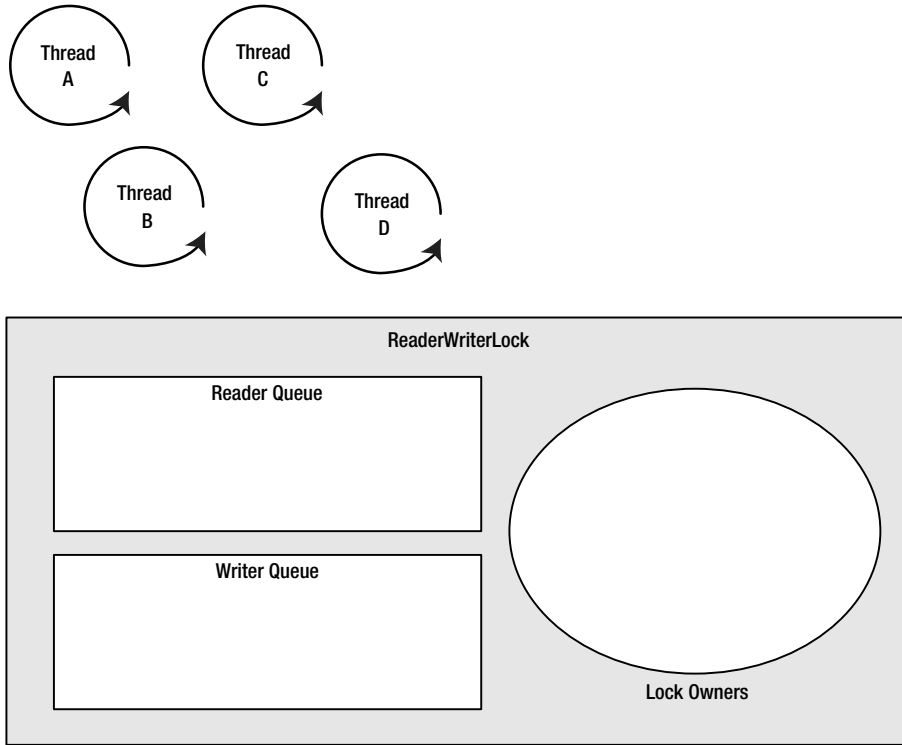 Thread
A
Thread
C
Thread
B
Thread
D
ReaderWriterLock
Reader Queue
Writer Queue
Lock Owners